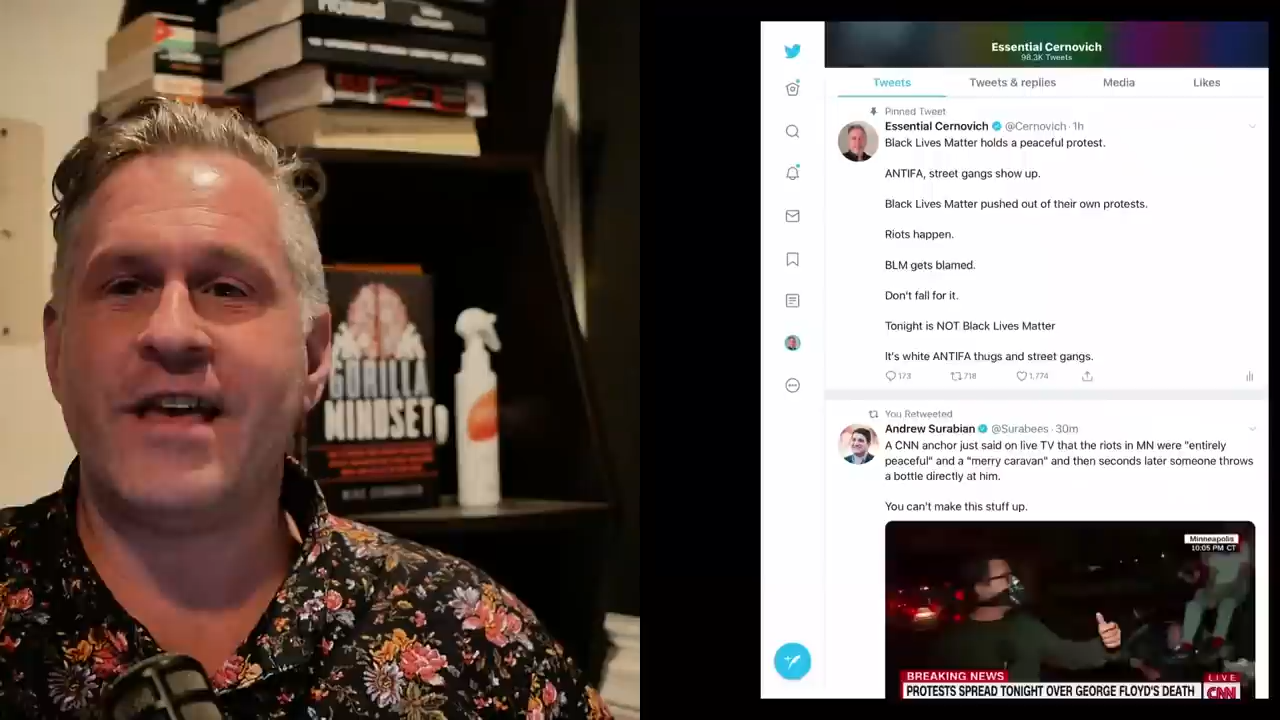 GORILLA
MINDSET
Essential Cernovich
98.3K Tweets
Tweets
Tweets & replies
Media
Likes
Pinned Tweet
Essential Cernovich @Cernovich · 1h
Black Lives Matter holds a peaceful protest.
ANTIFA, street gangs show up.
Black Lives Matter pushed out of their own protests.
Riots happen.
BLM gets blamed.
Don't fall for it.
Tonight is NOT Black Lives Matter
It's white ANTIFA thugs and street gangs.
173 718 1,774
You Retweeted
Andrew Surabian @Surabees · 30m
A CNN anchor just said on live TV that the riots in MN were "entirely
peaceful" and a "merry caravan" and then seconds later someone throws
a bottle directly at him.
You can't make this stuff up.
Minneapolis
10:05 PM CT
BREAKING NEWS
LIVE
PROTESTS SPREAD TONIGHT OVER GEORGE FLOYD'S DEATH
CNN